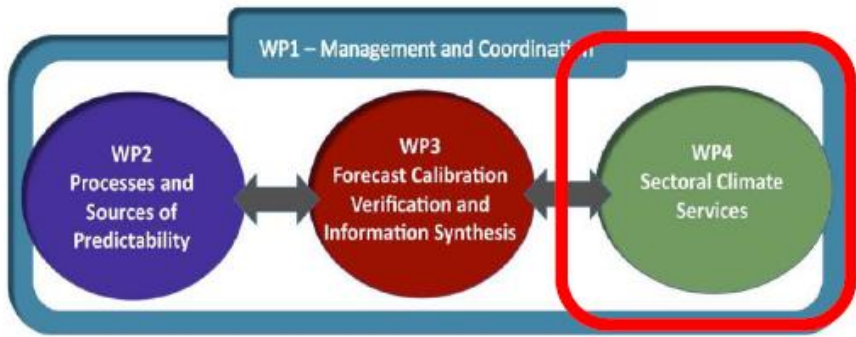 WP1 – Management and Coordination
WP2
Processes and
Sources of
Predictability
WP3
Forecast Calibration
Verification and
Information Synthesis
WP4
Sectoral Climate
Services